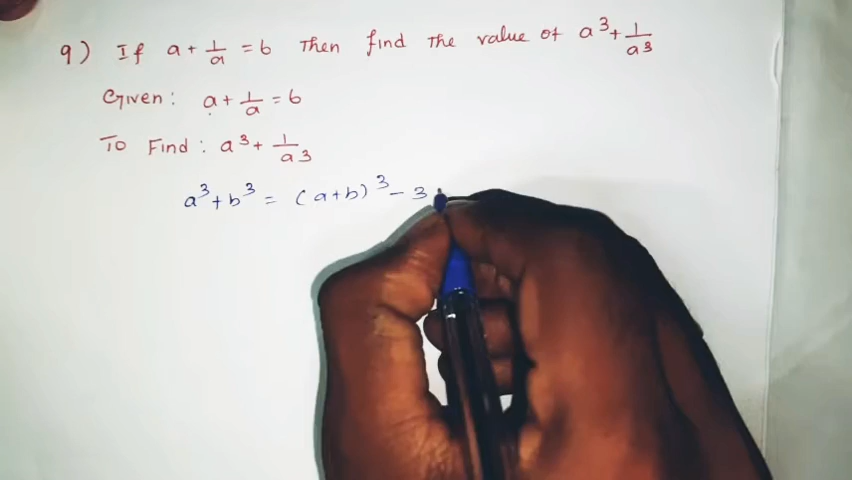 9) If a + 1/a = 6 Then find The value of a³ + 1/a³
Given: a + 1/a = 6
To Find: a³ + 1/a³
a³ + b³ = (a+b)³ - 3